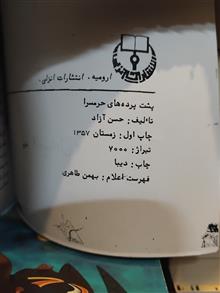 ارومیه، انتشارات انزلی.
پشت پرده‌های حرمسرا
تاءلیف: حسن آزاد
چاپ اول: زمستان ۱۳۵۷
تیراژ: ۷۰۰۰
چاپ: دیبا
فهرست اعلام: بهمن طاهری